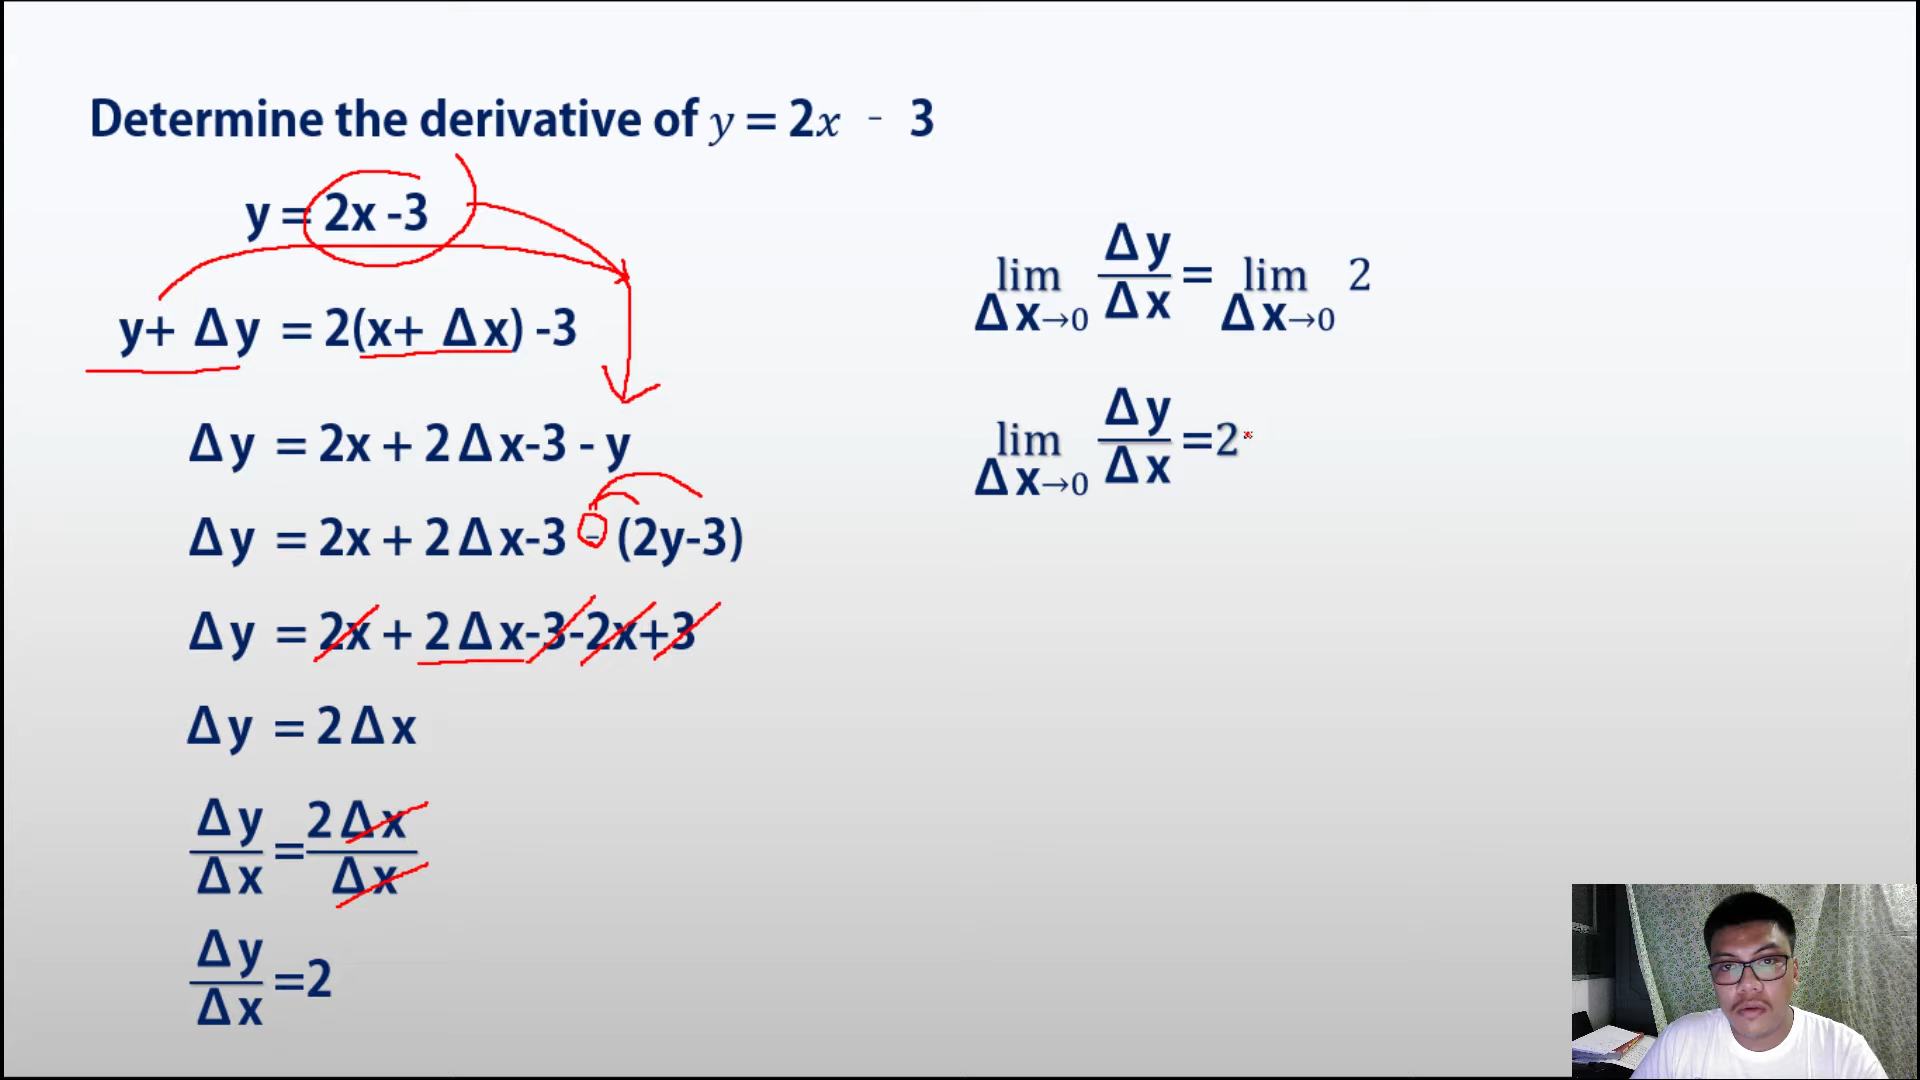 Determine the derivative of y = 2x - 3
y = 2x -3
y+ Δy = 2(x+ Δx) -3
Δy = 2x + 2Δx-3 - y
Δy = 2x + 2Δx-3 - (2y-3)
Δy = 2x + 2Δx-3-2x+3
Δy = 2Δx
Δy
Δx
=
2Δx
Δx
Δy
Δx
=2
lim
Δx→0
Δy
Δx
=
lim
Δx→0
2
lim
Δx→0
Δy
Δx
=2